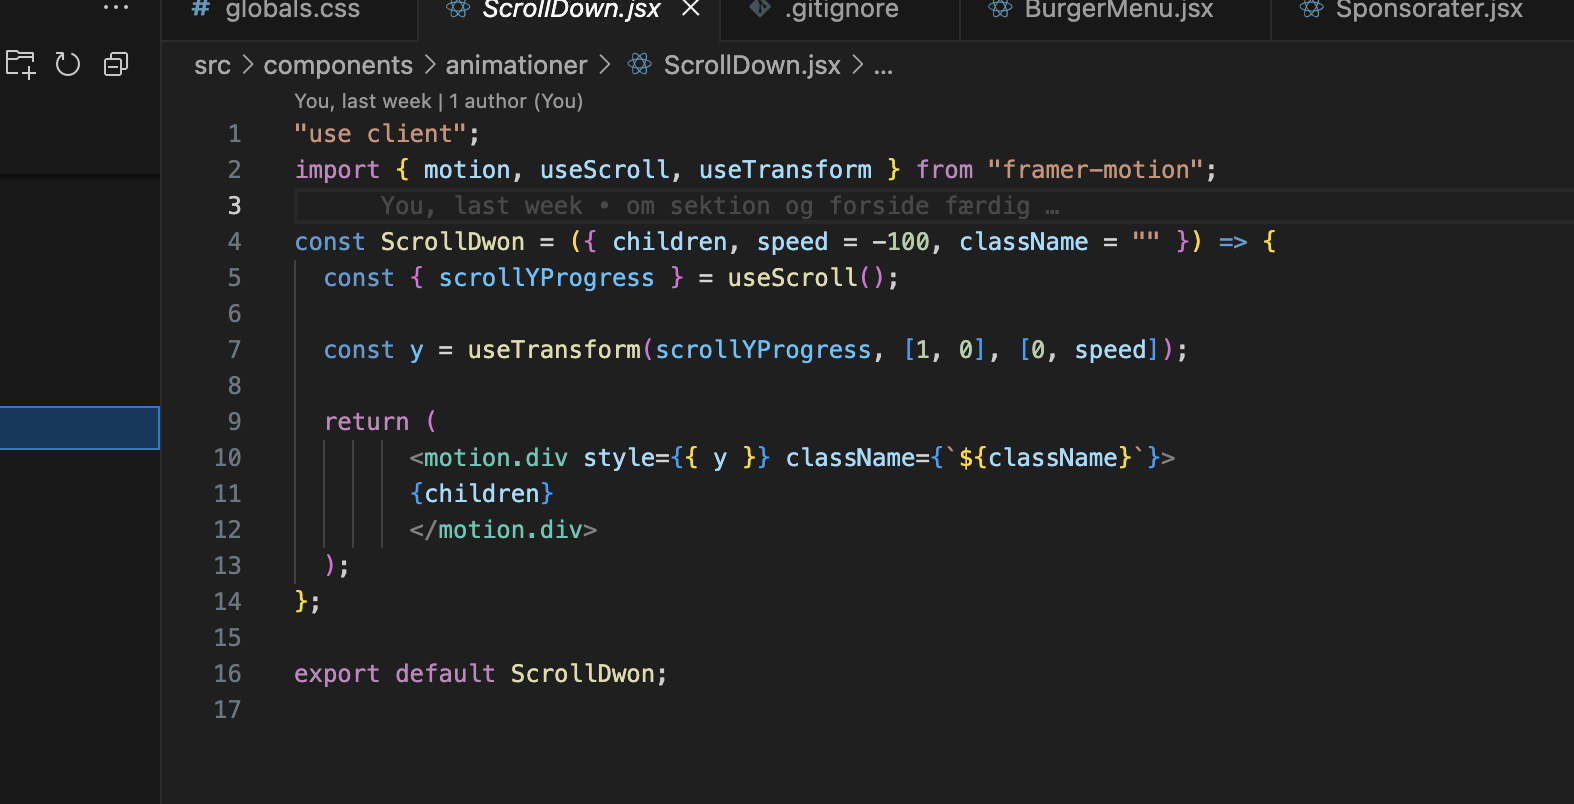 # globals.css ScrollDown.jsx .gitignore BurgerMenu.jsx Sponsorater.jsx
src > components > animationer > ScrollDown.jsx > ...
You, last week | 1 author (You)
1 "use client";
2 import { motion, useScroll, useTransform } from "framer-motion";
3 You, last week • om sektion og forside færdig …
4 const ScrollDwon = ({ children, speed = -100, className = "" }) => {
5 const { scrollYProgress } = useScroll();
6
7 const y = useTransform(scrollYProgress, [1, 0], [0, speed]);
8
9 return (
10 <motion.div style={{ y }} className={`${className}`}>
11 {children}
12 </motion.div>
13 );
14 };
15
16 export default ScrollDwon;
17